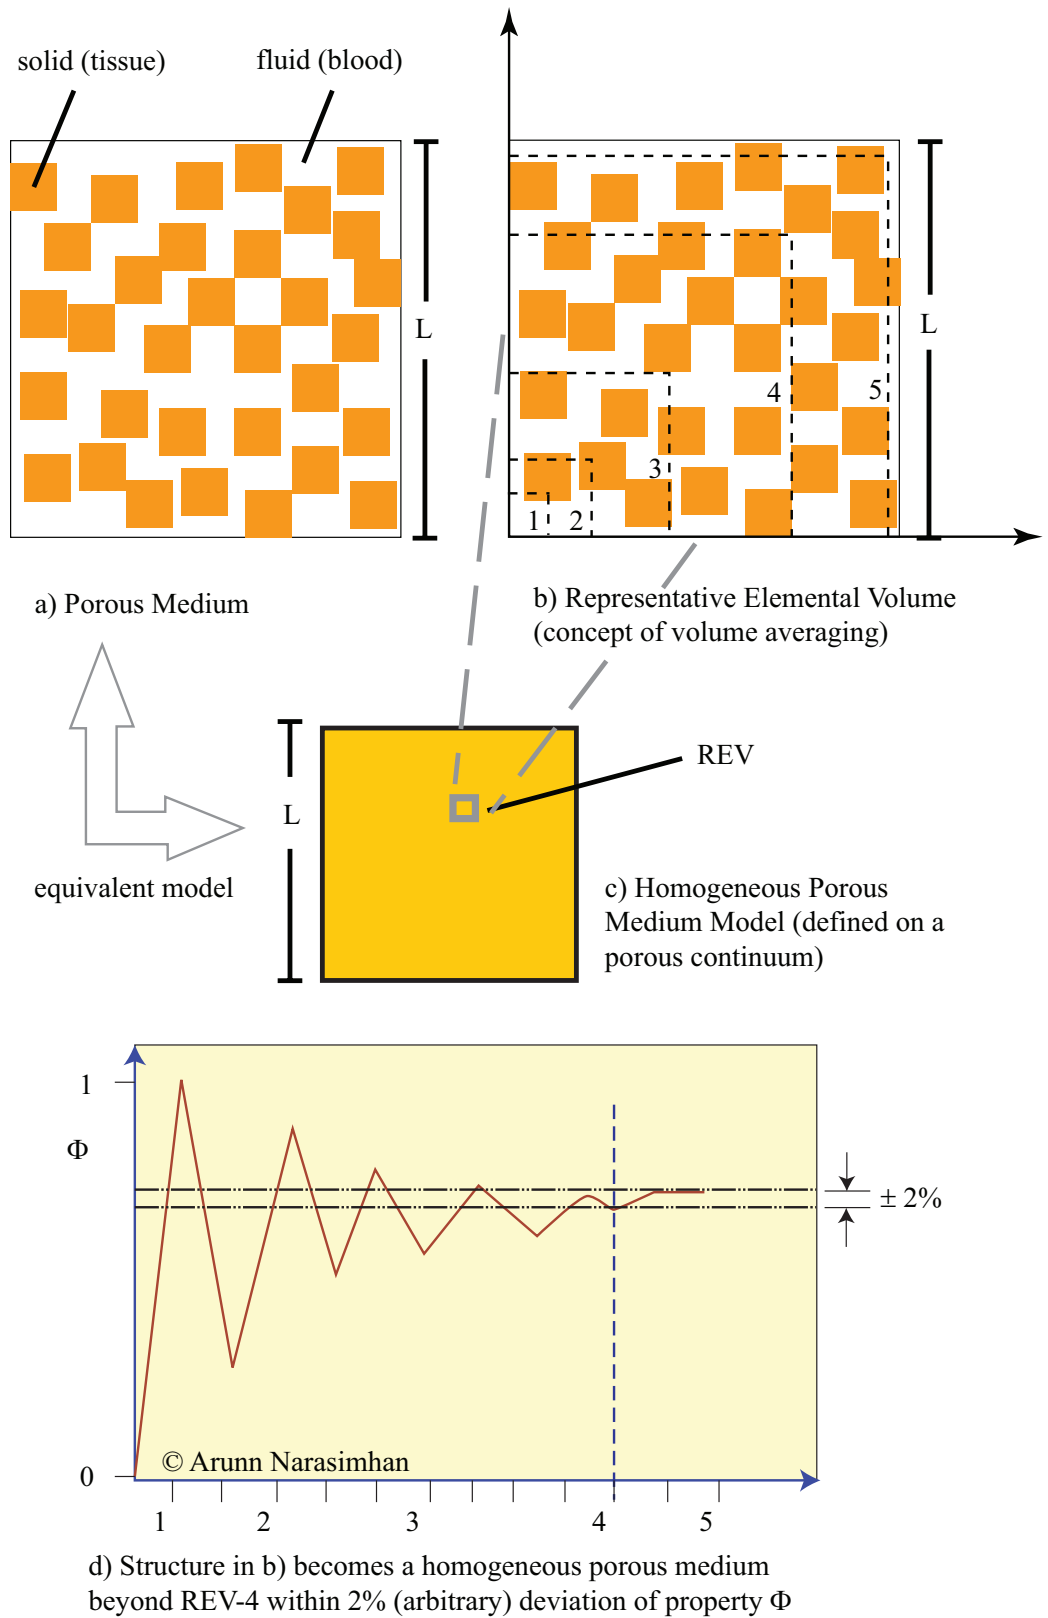 solid (tissue)
fluid (blood)
L
L
1
2
3
4
5
a) Porous Medium
b) Representative Elemental Volume
(concept of volume averaging)
REV
L
equivalent model
c) Homogeneous Porous
Medium Model (defined on a
porous continuum)
1
Φ
± 2%
0
© Arunn Narasimhan
1 2 3 4 5
d) Structure in b) becomes a homogeneous porous medium
beyond REV-4 within 2% (arbitrary) deviation of property Φ